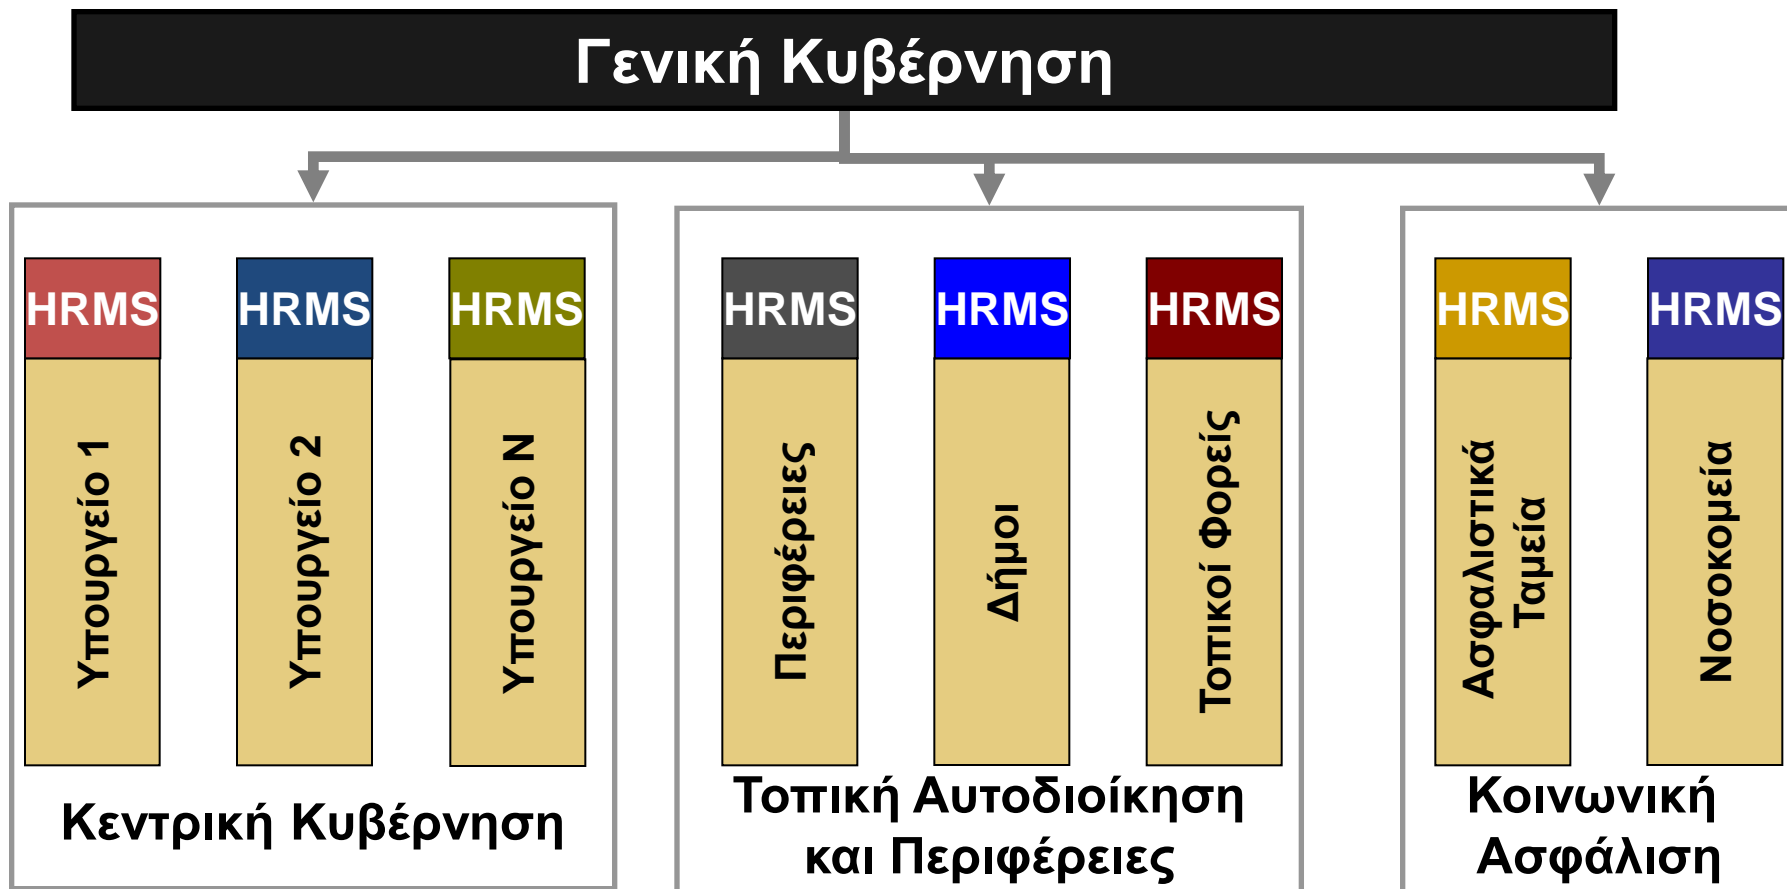 Γενική Κυβέρνηση
HRMS
HRMS
HRMS
Υπουργείο 1
Υπουργείο 2
Υπουργείο Ν
Κεντρική Κυβέρνηση
HRMS
HRMS
HRMS
Περιφέρειες
Δήμοι
Τοπικοί Φορείς
Τοπική Αυτοδιοίκηση
και Περιφέρειες
HRMS
HRMS
Ασφαλιστικά
Ταμεία
Νοσοκομεία
Κοινωνική
Ασφάλιση